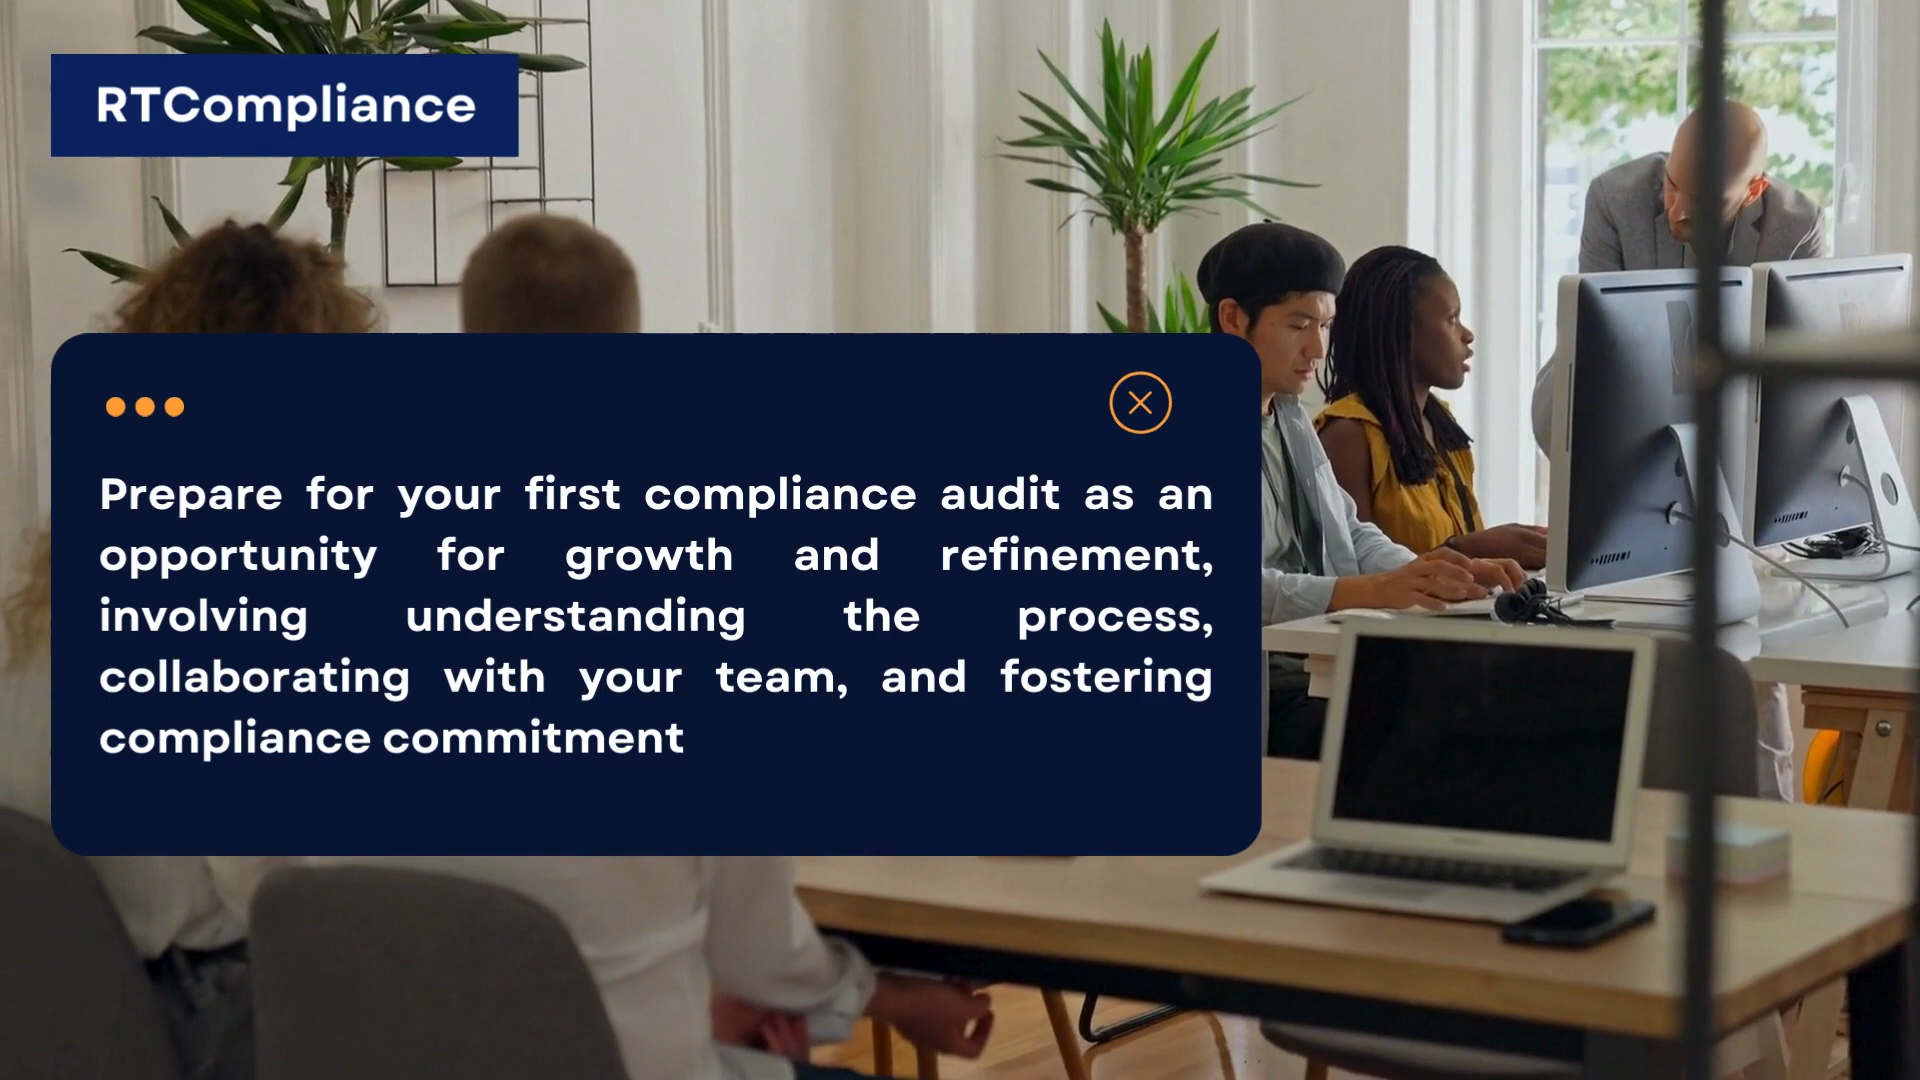 RTCompliance
Prepare for your first compliance audit as an
opportunity for growth and refinement,
involving understanding the process,
collaborating with your team, and fostering
compliance commitment